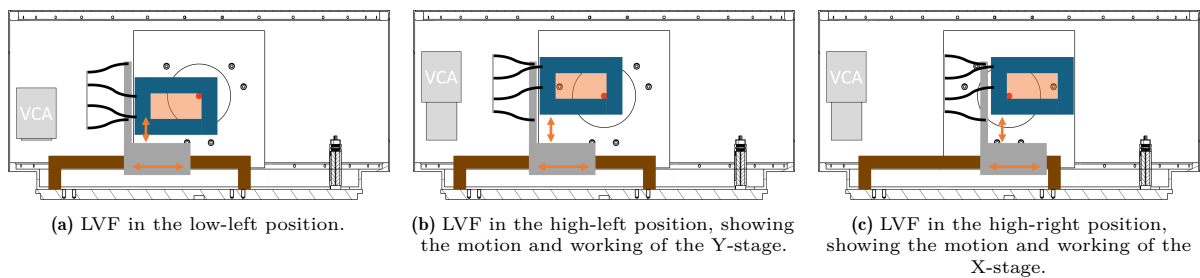 VCA
VCA
VCA
(a) LVF in the low-left position.
(b) LVF in the high-left position, showing
the motion and working of the Y-stage.
(c) LVF in the high-right position,
showing the motion and working of the
X-stage.